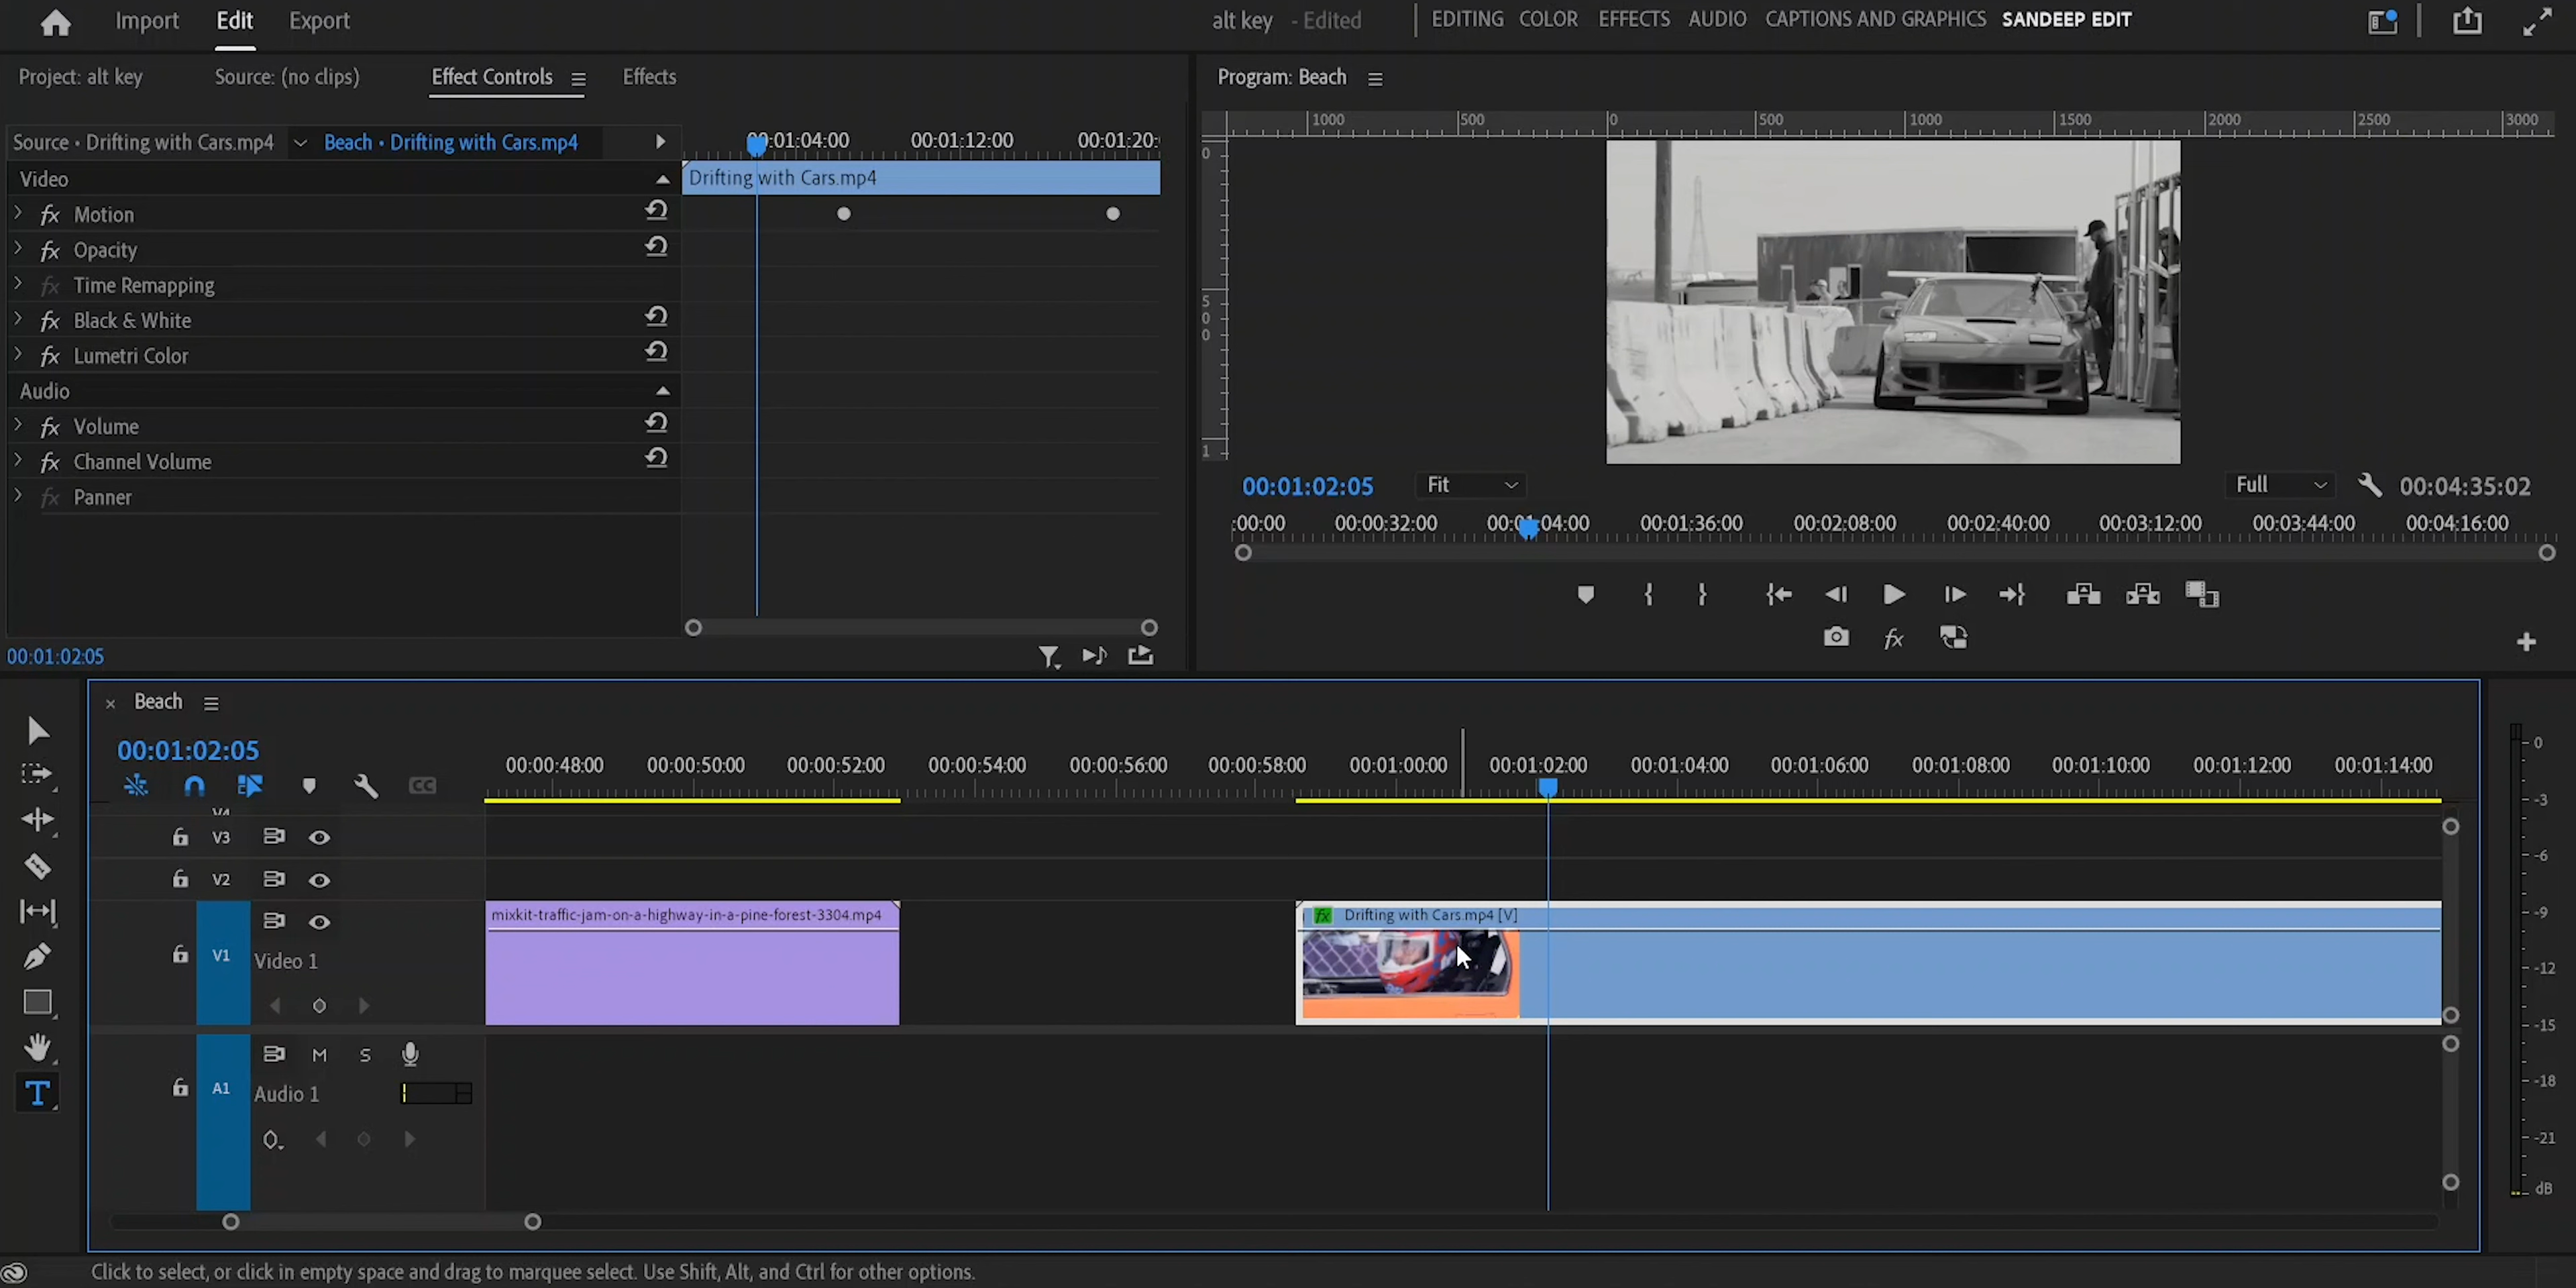 Import Edit Export
alt key - Edited
EDITING COLOR EFFECTS AUDIO CAPTIONS AND GRAPHICS SANDEEP EDIT
Project: alt key Source: (no clips) Effect Controls Effects
Source • Drifting with Cars.mp4 Beach • Drifting with Cars.mp4
00:01:04:00 00:01:12:00 00:01:20:
Drifting with Cars.mp4
Video
fx Motion
fx Opacity
fx Time Remapping
fx Black & White
fx Lumetri Color
Audio
fx Volume
fx Channel Volume
fx Panner
00:01:02:05
Program: Beach
1000 500 0 500 1000 1500 2000 2500 3000
0
5
0
0
1
00:01:02:05 Fit Full 00:04:35:02
:00:00 00:00:32:00 00:01:04:00 00:01:36:00 00:02:08:00 00:02:40:00 00:03:12:00 00:03:44:00 00:04:16:00
fx
Beach
00:01:02:05
CC
00:00:48:00 00:00:50:00 00:00:52:00 00:00:54:00 00:00:56:00 00:00:58:00 00:01:00:00 00:01:02:00 00:01:04:00 00:01:06:00 00:01:08:00 00:01:10:00 00:01:12:00 00:01:14:00
V4
V3
V2
V1 Video 1
mixkit-traffic-jam-on-a-highway-in-a-pine-forest-3304.mp4
fx Drifting with Cars.mp4 [V]
A1 M S
Audio 1
T
0
-3
-6
-9
-12
-15
-18
-21
dB
Click to select, or click in empty space and drag to marquee select. Use Shift, Alt, and Ctrl for other options.